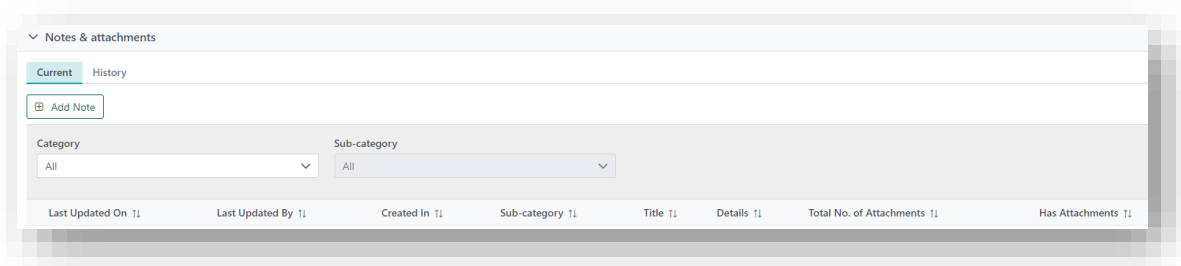 Notes & attachments
Current History
Add Note
Category Sub-category
All All
Last Updated On Last Updated By Created In Sub-category Title Details Total No. of Attachments Has Attachments